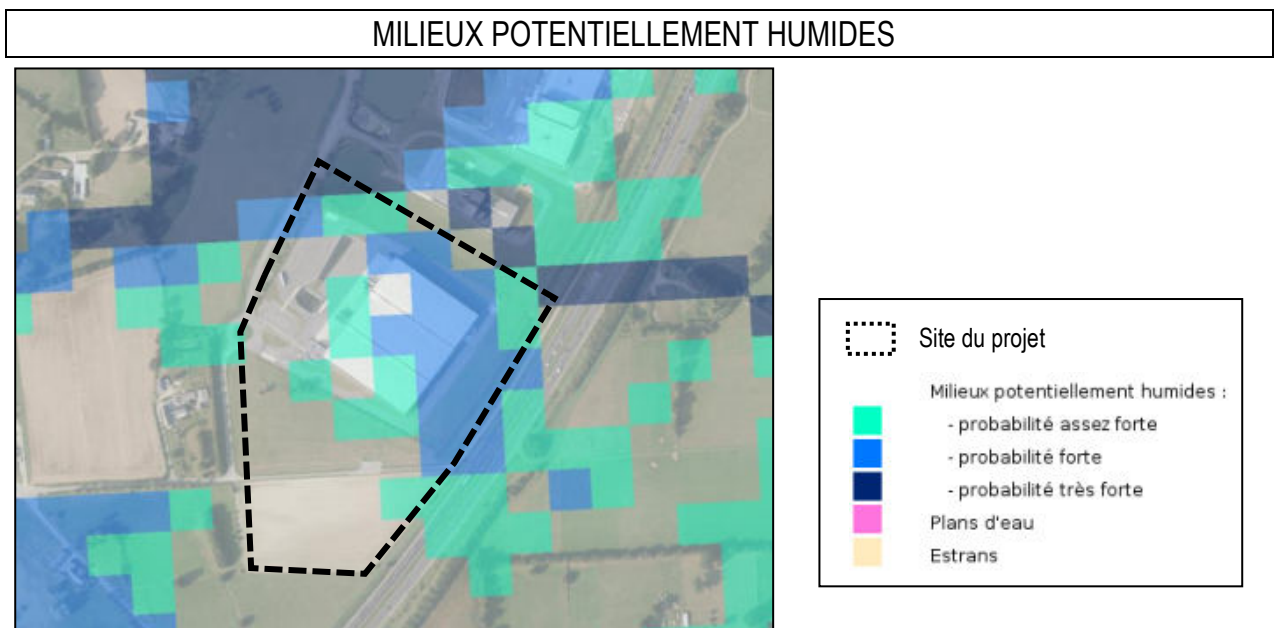 MILIEUX POTENTIELLEMENT HUMIDES
Site du projet
Milieux potentiellement humides :
- probabilité assez forte
- probabilité forte
- probabilité très forte
Plans d'eau
Estrans